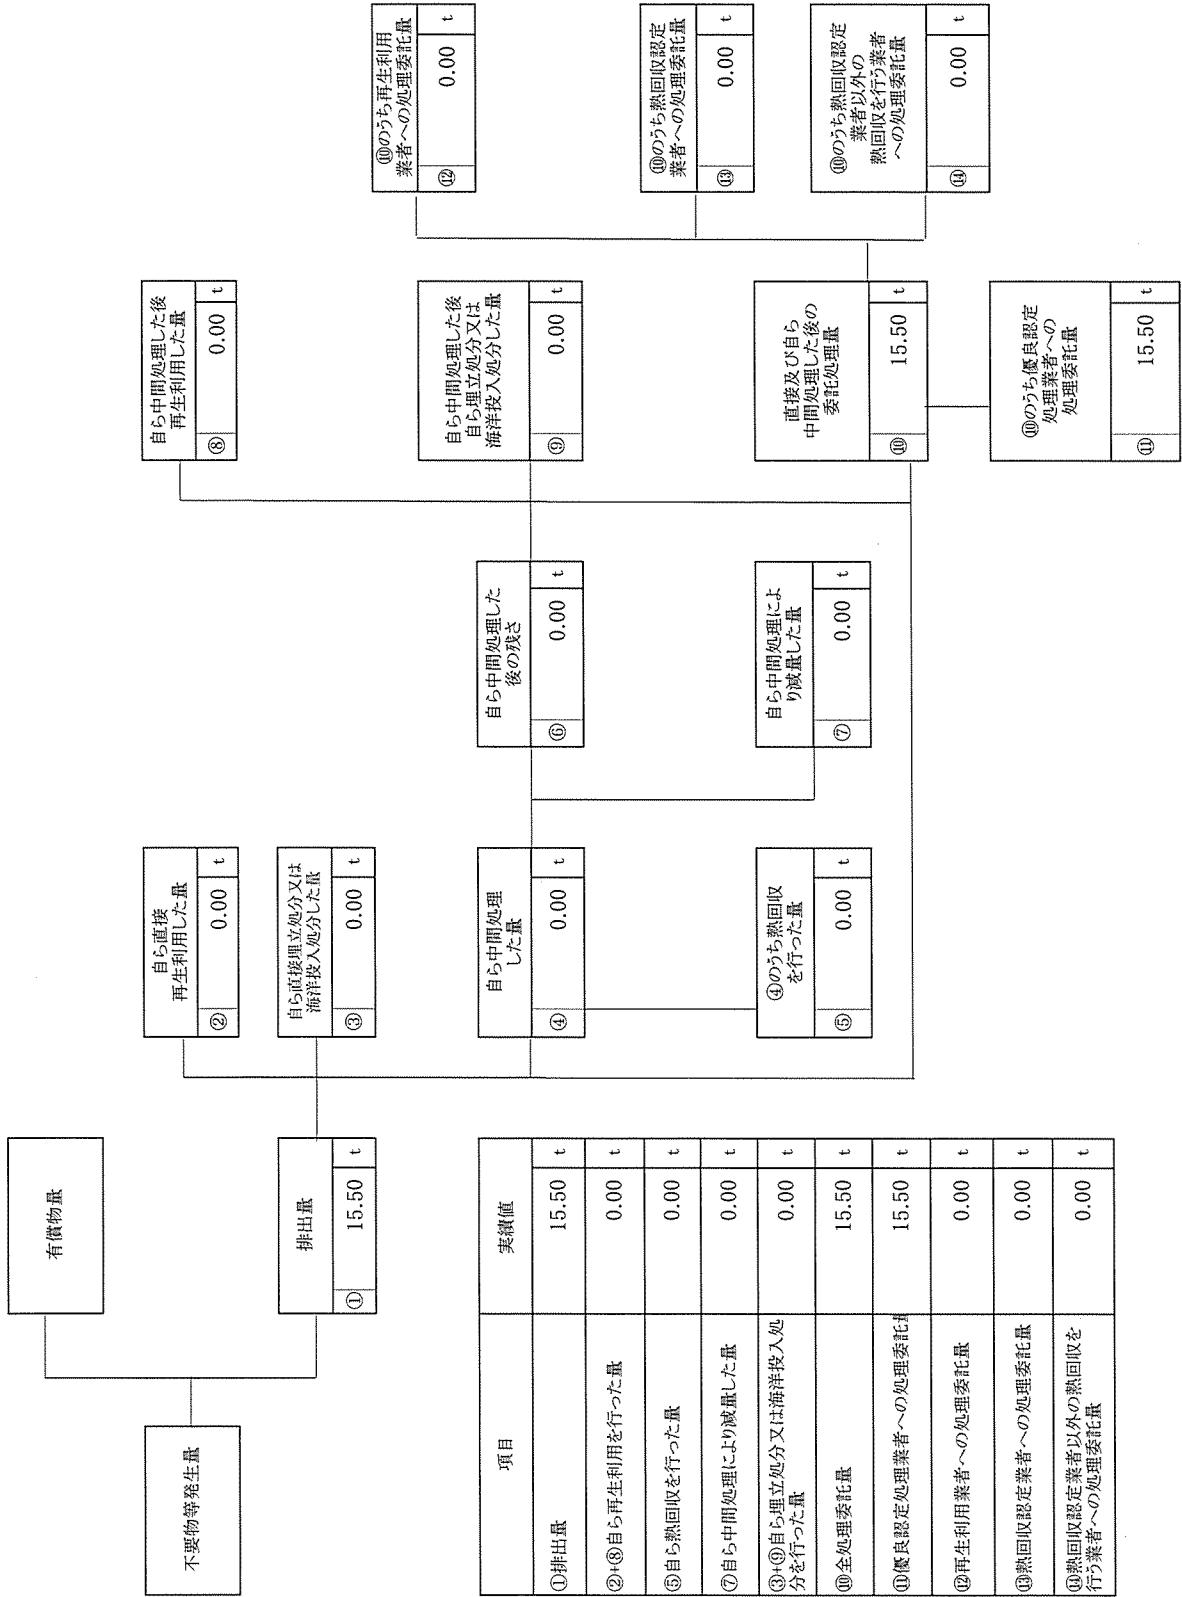 不要物等発生量
有償物量
排出量
① 15.50 t
自ら直接
再生利用した量
② 0.00 t
自ら直接埋立処分又は
海洋投入処分した量
③ 0.00 t
自ら中間処理
した量
④ 0.00 t
④のうち熱回収
を行った量
⑤ 0.00 t
自ら中間処理した
後の残さ
⑥ 0.00 t
自ら中間処理によ
り減量した量
⑦ 0.00 t
自ら中間処理した後
再生利用した量
⑧ 0.00 t
自ら中間処理した後
自ら埋立処分又は
海洋投入処分した量
⑨ 0.00 t
直接及び自ら
中間処理した後の
委託処理量
⑩ 15.50 t
⑩のうち優良認定
処理業者への
処理委託量
⑪ 15.50 t
⑩のうち再生利用
業者への処理委託量
⑫ 0.00 t
⑩のうち熱回収認定
業者への処理委託量
⑬ 0.00 t
⑩のうち熱回収認定
業者以外の
熱回収を行う業者
への処理委託量
⑭ 0.00 t
項目 実績値
①排出量 15.50 t
②+⑧自ら再生利用を行った量 0.00 t
⑤自ら熱回収を行った量 0.00 t
⑦自ら中間処理により減量した量 0.00 t
③+⑨自ら埋立処分又は海洋投入処
分を行った量 0.00 t
⑩全処理委託量 15.50 t
⑪優良認定処理業者への処理委託量 15.50 t
⑫再生利用業者への処理委託量 0.00 t
⑬熱回収認定業者への処理委託量 0.00 t
⑭熱回収認定業者以外の熱回収を
行う業者への処理委託量 0.00 t